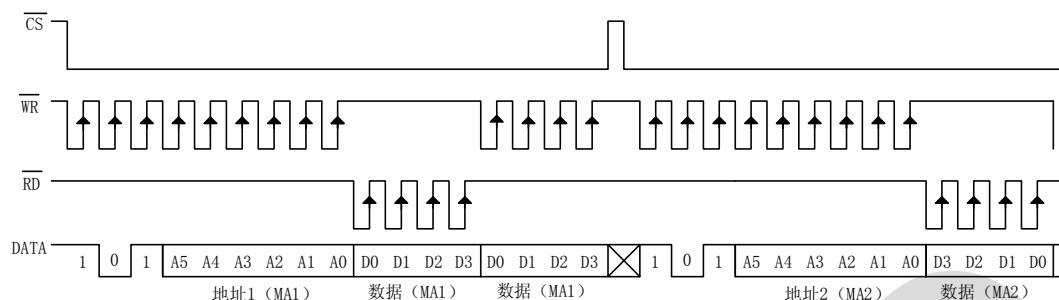 CS
WR
RD
DATA 1 0 1 A5 A4 A3 A2 A1 A0 D0 D1 D2 D3 D0 D1 D2 D3 1 0 1 A5 A4 A3 A2 A1 A0 D3 D2 D1 D0
地址1（MA1） 数据（MA1） 数据（MA1） 地址2（MA2） 数据（MA2）